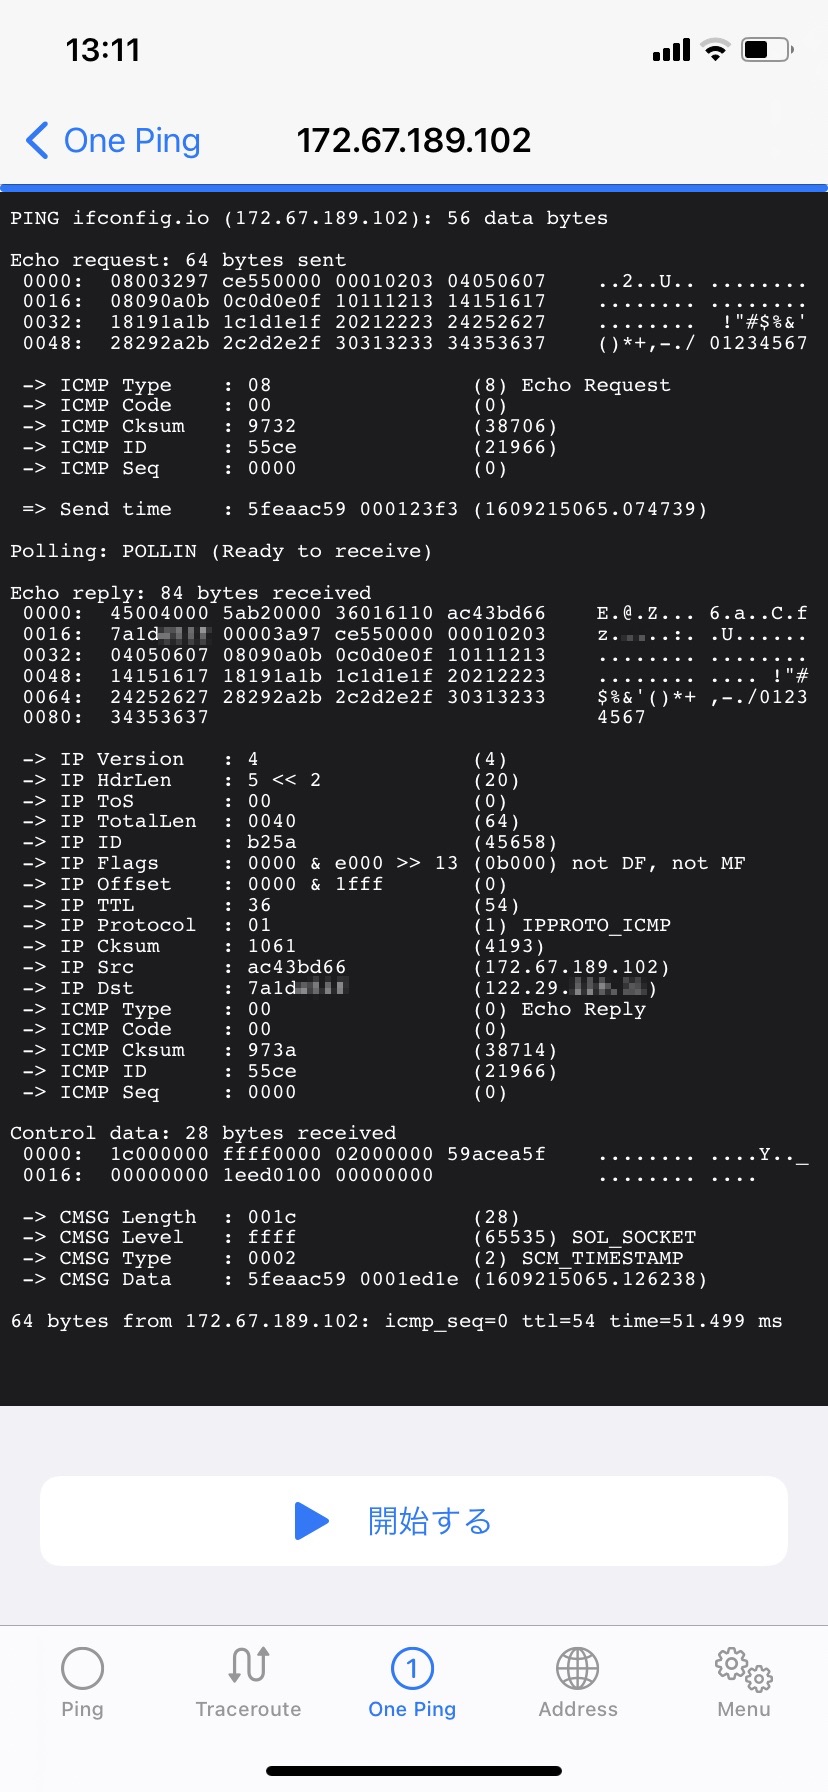 13:11
One Ping
172.67.189.102
PING ifconfig.io (172.67.189.102): 56 data bytes
Echo request: 64 bytes sent
0000: 08003297 ce550000 00010203 04050607 ..2..U.. ........
0016: 08090a0b 0c0d0e0f 10111213 14151617 ........ ........
0032: 18191a1b 1c1d1e1f 20212223 24252627 ........ !"#$%&'
0048: 28292a2b 2c2d2e2f 30313233 34353637 ()*+,-./ 01234567
-> ICMP Type : 08 (8) Echo Request
-> ICMP Code : 00 (0)
-> ICMP Cksum : 9732 (38706)
-> ICMP ID : 55ce (21966)
-> ICMP Seq : 0000 (0)
=> Send time : 5feaac59 000123f3 (1609215065.074739)
Polling: POLLIN (Ready to receive)
Echo reply: 84 bytes received
0000: 45004000 5ab20000 36016110 ac43bd66 E.@.Z... 6.a..C.f
0016: 7a1d 00003a97 ce550000 00010203 z. ..:. .U......
0032: 04050607 08090a0b 0c0d0e0f 10111213 ........ ........
0048: 14151617 18191a1b 1c1d1e1f 20212223 ........ .... !"#
0064: 24252627 28292a2b 2c2d2e2f 30313233 $%&'()*+ ,-./0123
0080: 34353637 4567
-> IP Version : 4 (4)
-> IP HdrLen : 5 << 2 (20)
-> IP ToS : 00 (0)
-> IP TotalLen : 0040 (64)
-> IP ID : b25a (45658)
-> IP Flags : 0000 & e000 >> 13 (0b000) not DF, not MF
-> IP Offset : 0000 & 1fff (0)
-> IP TTL : 36 (54)
-> IP Protocol : 01 (1) IPPROTO_ICMP
-> IP Cksum : 1061 (4193)
-> IP Src : ac43bd66 (172.67.189.102)
-> IP Dst : 7a1d (122.29. )
-> ICMP Type : 00 (0) Echo Reply
-> ICMP Code : 00 (0)
-> ICMP Cksum : 973a (38714)
-> ICMP ID : 55ce (21966)
-> ICMP Seq : 0000 (0)
Control data: 28 bytes received
0000: 1c000000 ffff0000 02000000 59acea5f ........ ....Y.._
0016: 00000000 1eed0100 00000000 ........ ....
-> CMSG Length : 001c (28)
-> CMSG Level : ffff (65535) SOL_SOCKET
-> CMSG Type : 0002 (2) SCM_TIMESTAMP
-> CMSG Data : 5feaac59 0001ed1e (1609215065.126238)
64 bytes from 172.67.189.102: icmp_seq=0 ttl=54 time=51.499 ms
開始する
Ping
Traceroute
1
One Ping
Address
Menu